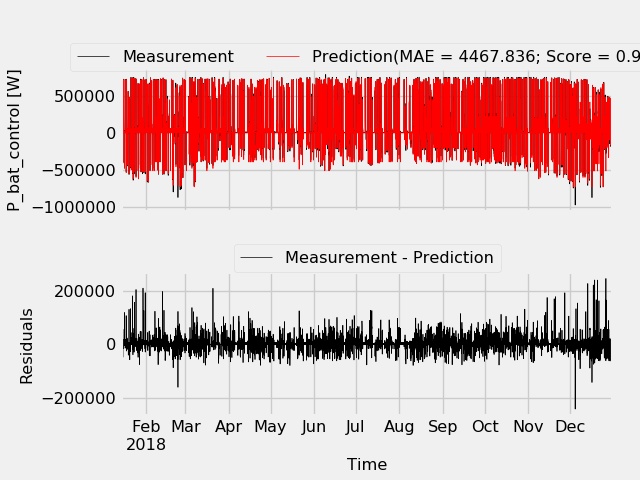 Measurement Prediction(MAE = 4467.836; Score = 0.9
P_bat_control [W]
500000
0
−500000
−1000000
Measurement - Prediction
Residuals
200000
0
−200000
Feb Mar Apr May Jun Jul Aug Sep Oct Nov Dec
2018
Time